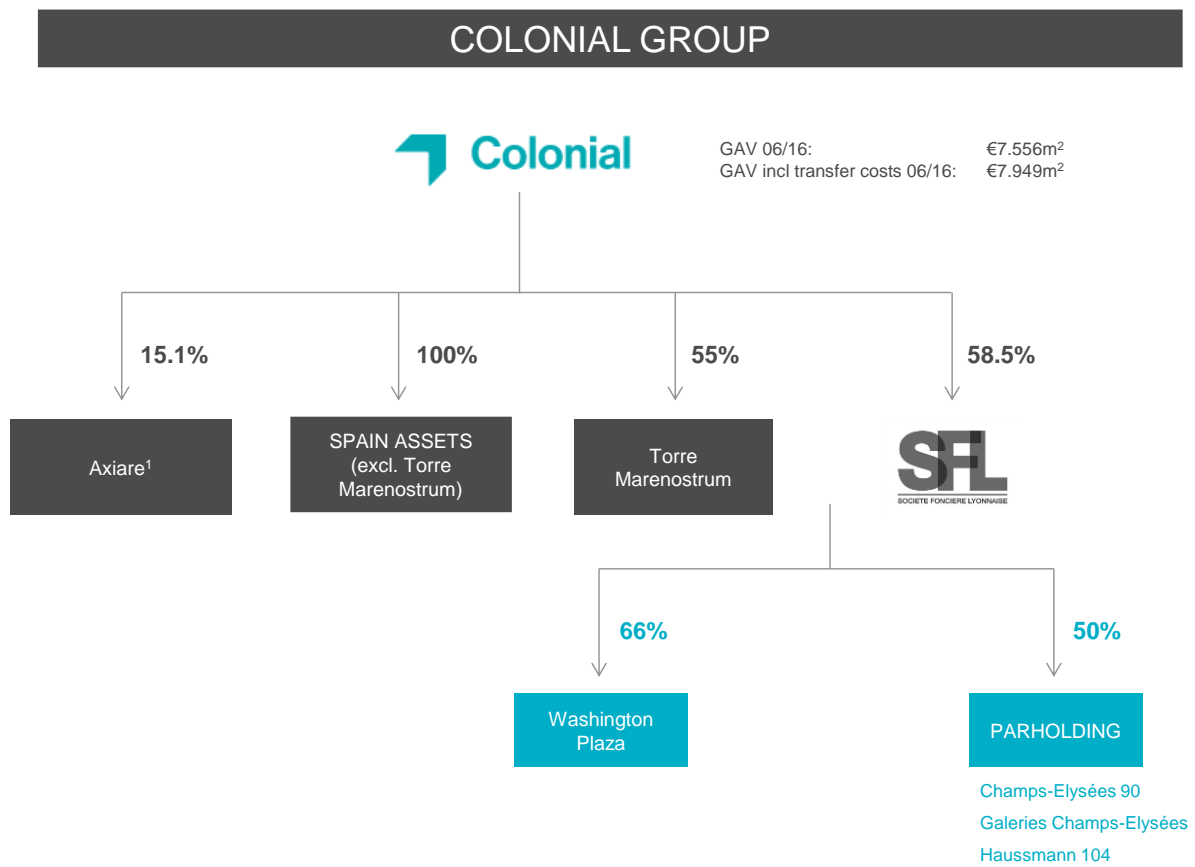 COLONIAL GROUP
Colonial
GAV 06/16: €7.556m²
GAV incl transfer costs 06/16: €7.949m²
15.1% 100% 55% 58.5%
Axiare¹
SPAIN ASSETS
(excl. Torre
Marenostrum)
Torre
Marenostrum
SFL
SOCIETE FONCIERE LYONNAISE
66% 50%
Washington
Plaza
PARHOLDING
Champs-Elysées 90
Galeries Champs-Elysées
Haussmann 104